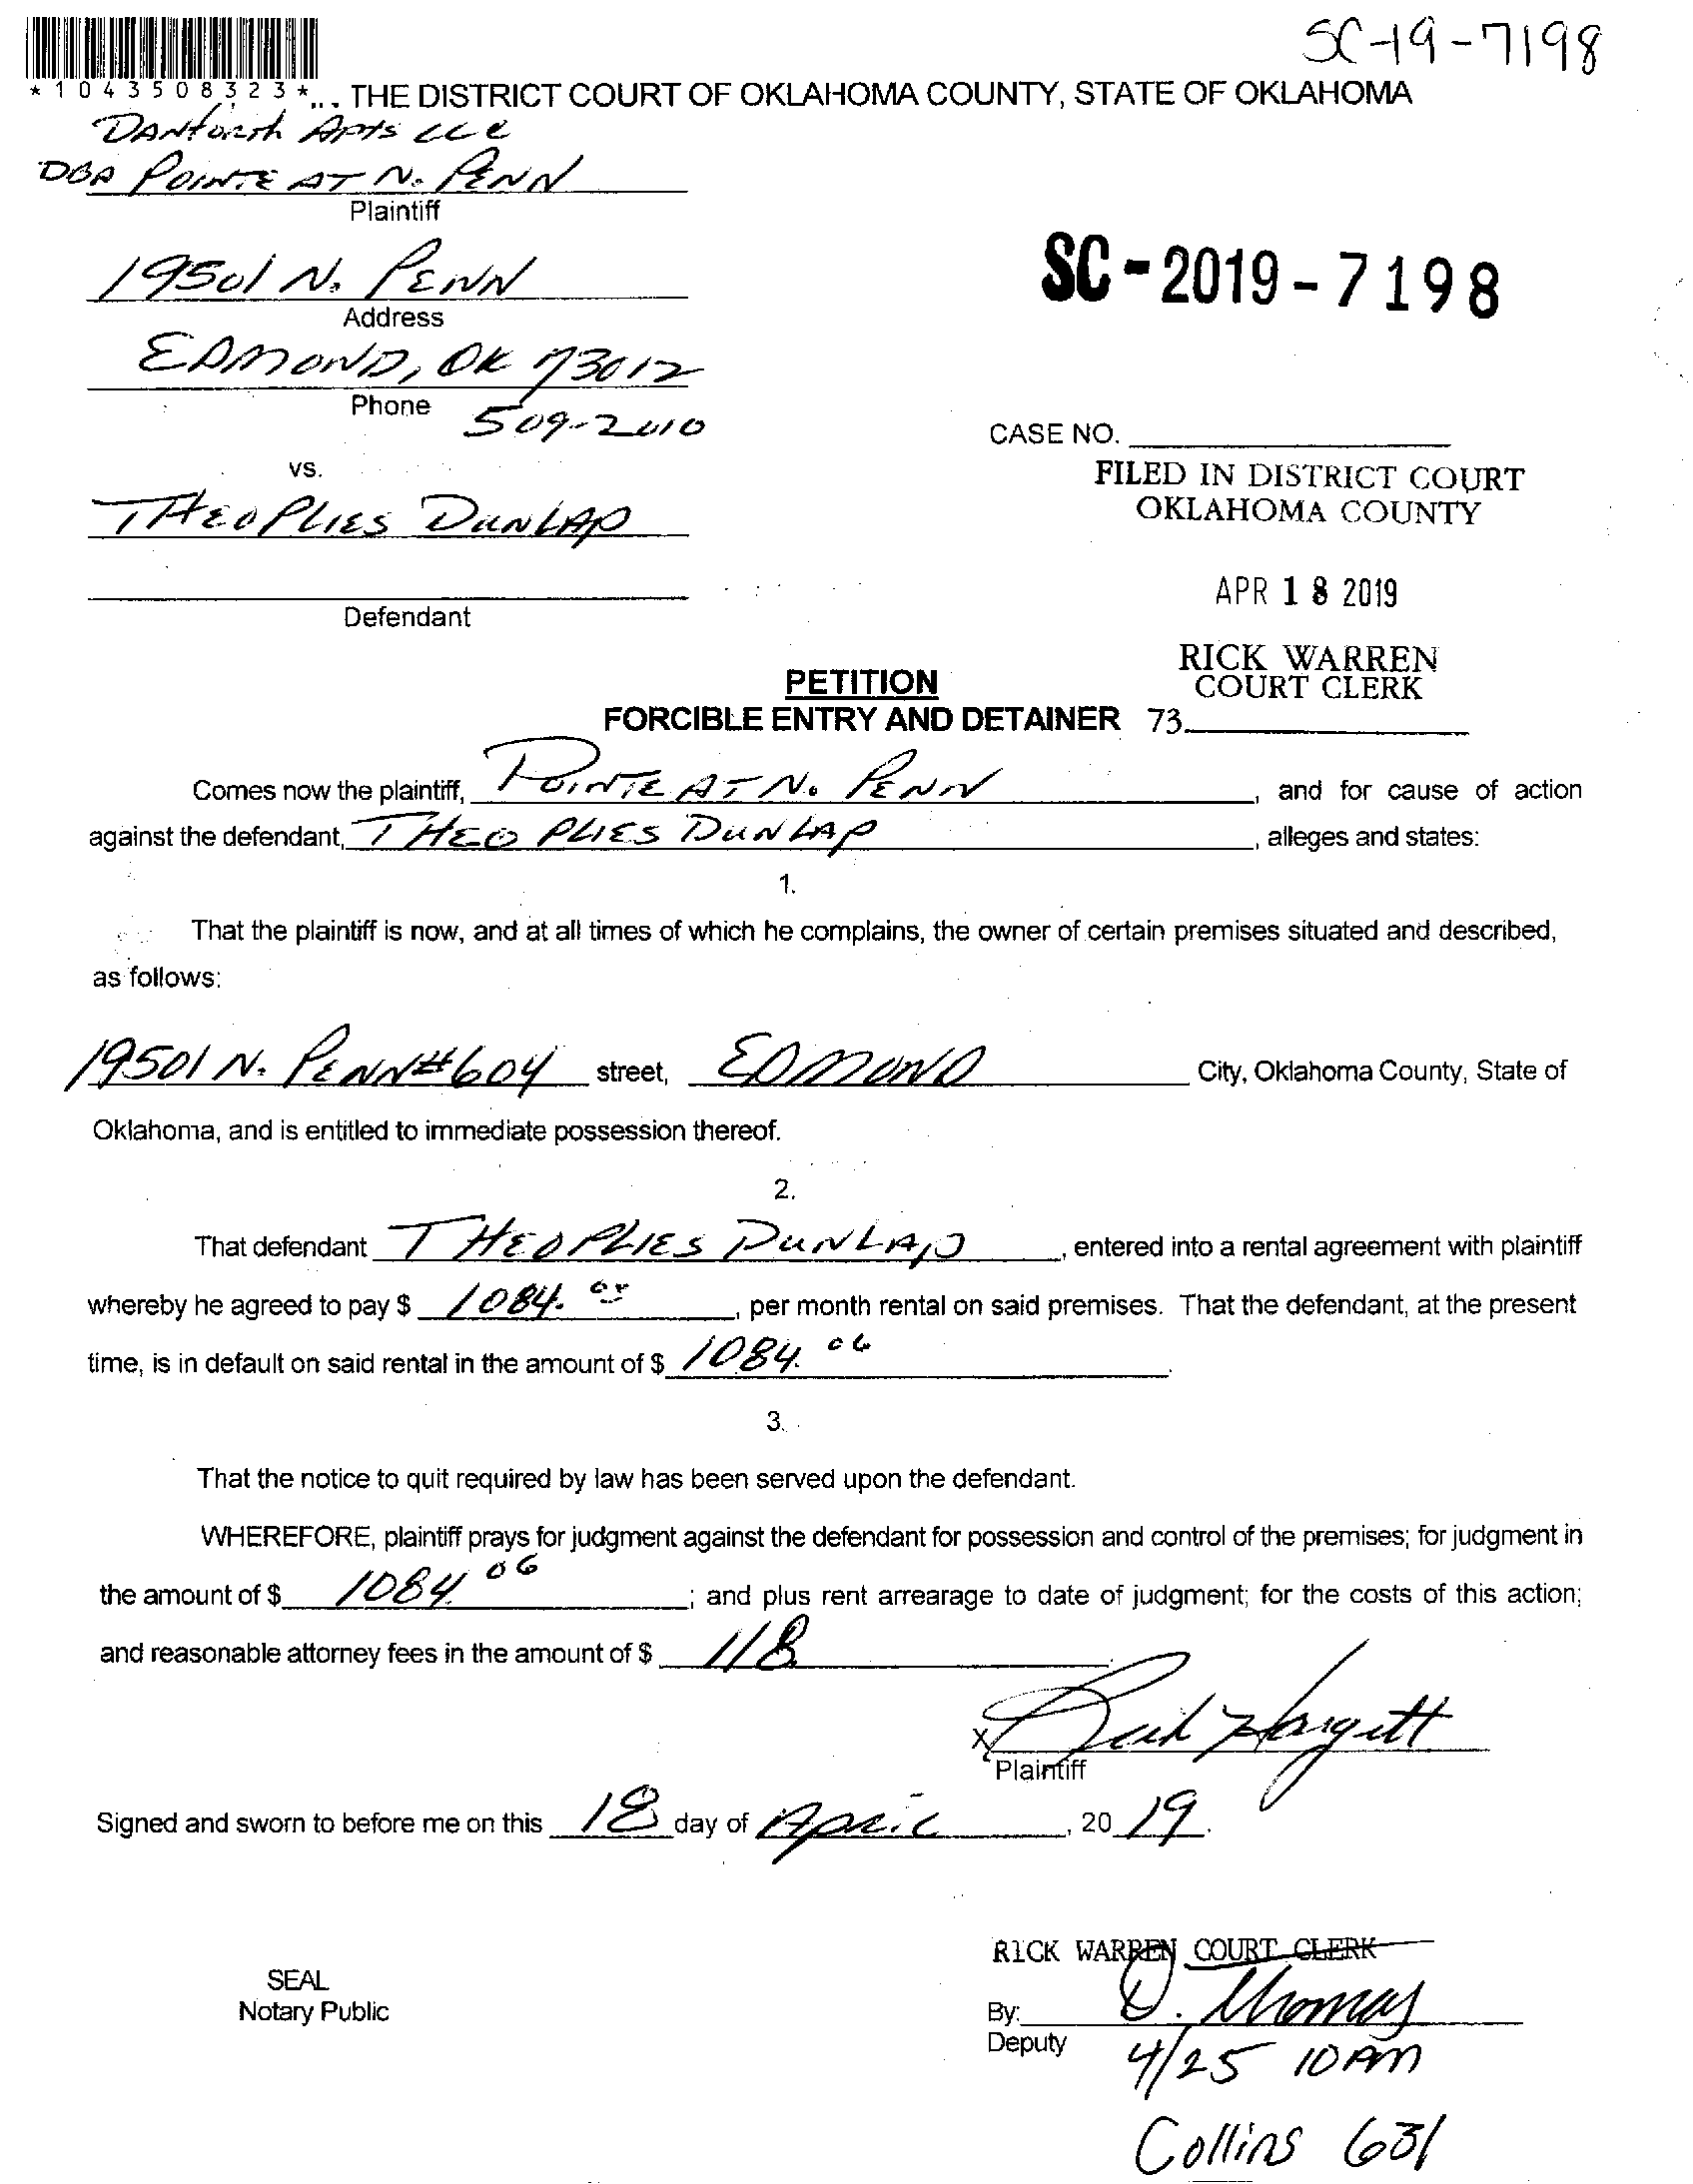 SC-19-7198
*1043508323*
THE DISTRICT COURT OF OKLAHOMA COUNTY, STATE OF OKLAHOMA
DANforth Apts LLC
DBA POINTE AT N. PENN
Plaintiff
19501 N. PENN
Address
SC-2019-7198
EDMOND, OK 73012
Phone 509-2010
CASE NO.
vs.
FILED IN DISTRICT COURT
OKLAHOMA COUNTY
THEOPLIES DUNLAP
APR 18 2019
Defendant
RICK WARREN
COURT CLERK
PETITION
FORCIBLE ENTRY AND DETAINER 73
Comes now the plaintiff, POINTE AT N. PENN, and for cause of action
against the defendant, THEOPLIES DUNLAP, alleges and states:
1.
That the plaintiff is now, and at all times of which he complains, the owner of certain premises situated and described,
as follows:
19501 N. PENN #604 street, EDMOND City, Oklahoma County, State of
Oklahoma, and is entitled to immediate possession thereof.
2.
That defendant THEOPLIES DUNLAP, entered into a rental agreement with plaintiff
whereby he agreed to pay $ 1084., per month rental on said premises. That the defendant, at the present
time, is in default on said rental in the amount of $ 1084.06.
3.
That the notice to quit required by law has been served upon the defendant.
WHEREFORE, plaintiff prays for judgment against the defendant for possession and control of the premises; for judgment in
the amount of $ 1084.06; and plus rent arrearage to date of judgment; for the costs of this action;
and reasonable attorney fees in the amount of $ 118.
X Hargett
Plaintiff
Signed and sworn to before me on this 18 day of April, 2019.
RICK WARREN COURT CLERK
SEAL
Notary Public
By: D. Thomas
Deputy
4/25 10AM
Collins 631